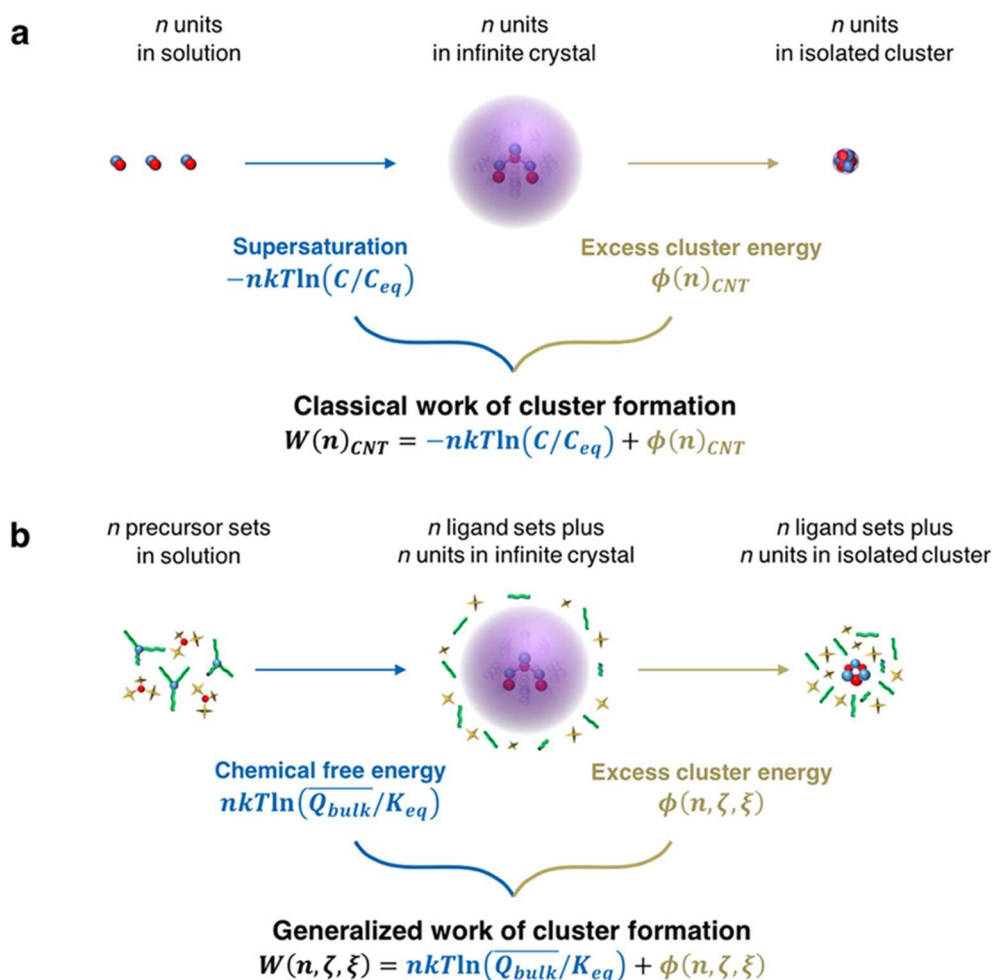 a
n units
in solution
n units
in infinite crystal
n units
in isolated cluster
Supersaturation
−nkTln(C/C_eq)
Excess cluster energy
ϕ(n)_CNT
Classical work of cluster formation
W(n)_CNT = −nkTln(C/C_eq) + ϕ(n)_CNT
b
n precursor sets
in solution
n ligand sets plus
n units in infinite crystal
n ligand sets plus
n units in isolated cluster
Chemical free energy
nkTln(\overline{Q_bulk}/K_eq)
Excess cluster energy
ϕ(n, ζ, ξ)
Generalized work of cluster formation
W(n, ζ, ξ) = nkTln(\overline{Q_bulk}/K_eq) + ϕ(n, ζ, ξ)